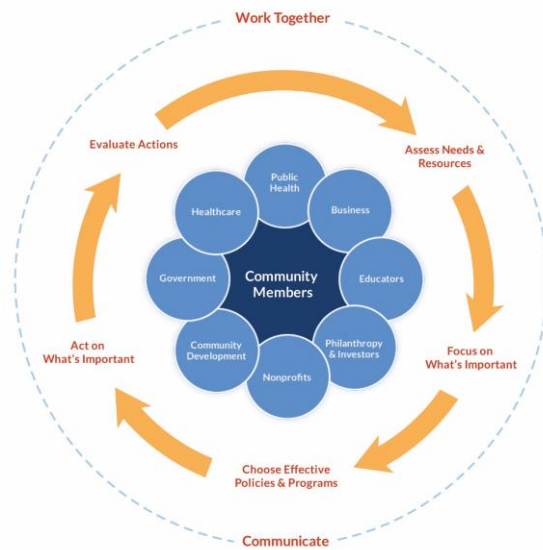 Work Together
Evaluate Actions
Assess Needs &
Resources
Public
Health
Healthcare
Business
Government
Community
Members
Educators
Community
Development
Philanthropy
& Investors
Nonprofits
Act on
What's Important
Focus on
What's Important
Choose Effective
Policies & Programs
Communicate